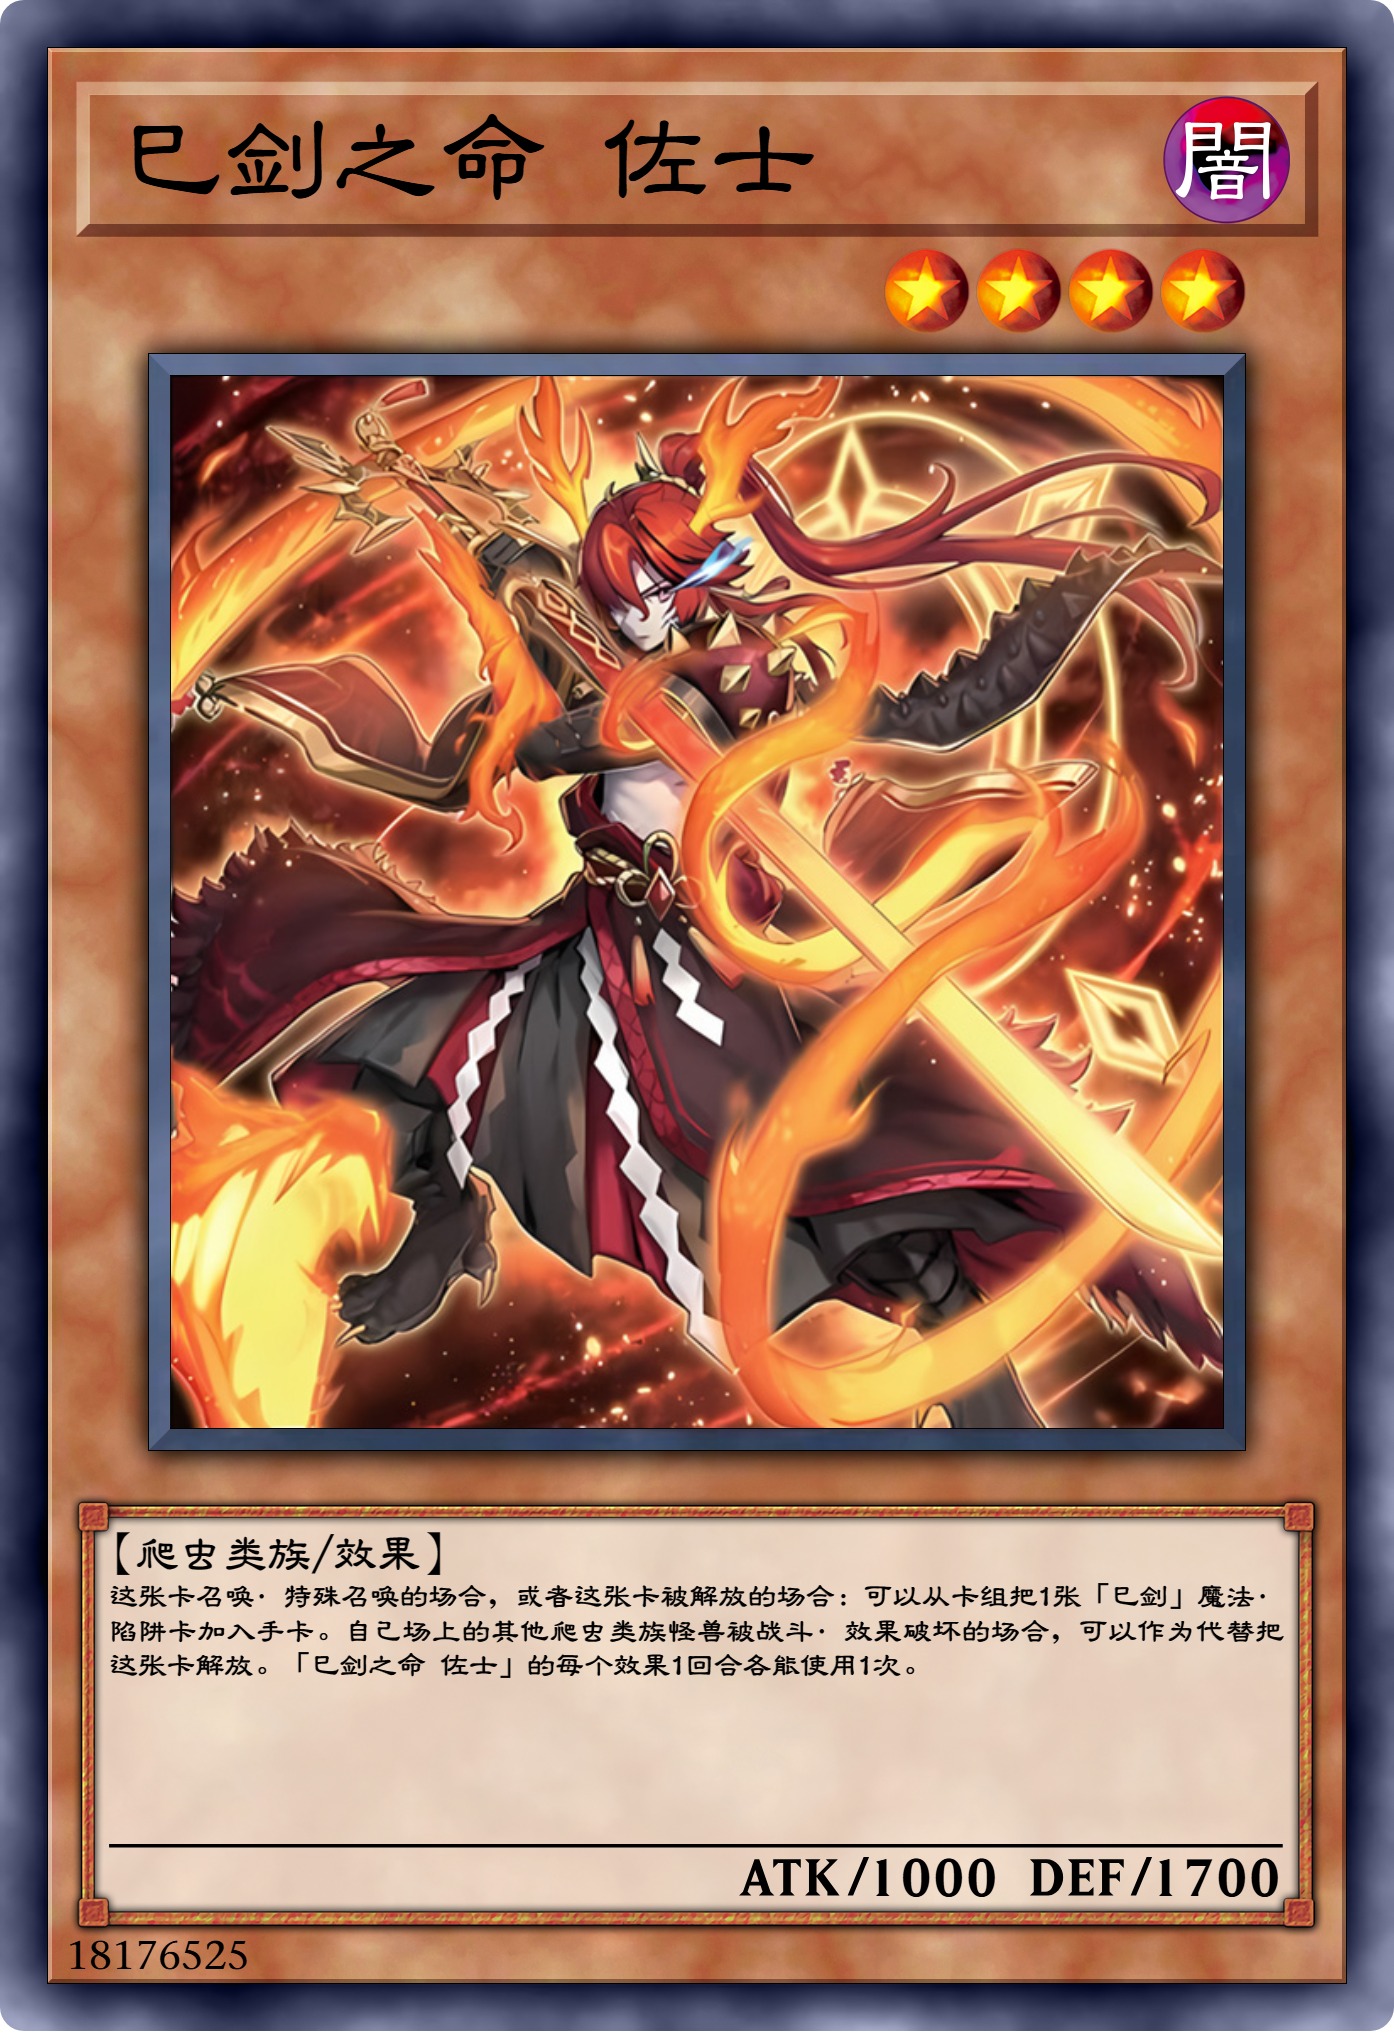 巳剑之命 佐士
闇
【爬虫类族/效果】
这张卡召唤·特殊召唤的场合，或者这张卡被解放的场合：可以从卡组把1张「巳剑」魔法·
陷阱卡加入手卡。自己场上的其他爬虫类族怪兽被战斗·效果破坏的场合，可以作为代替把
这张卡解放。「巳剑之命 佐士」的每个效果1回合各能使用1次。
ATK/1000 DEF/1700
18176525